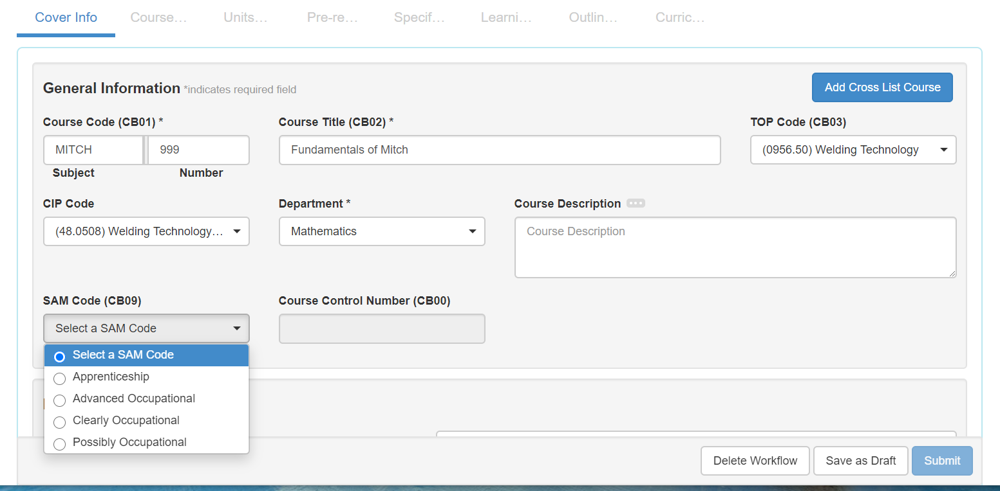 Cover Info Course... Units... Pre-re... Specif... Learni... Outlin... Curric...
General Information *indicates required field
Add Cross List Course
Course Code (CB01) * Course Title (CB02) * TOP Code (CB03)
MITCH 999 Fundamentals of Mitch (0956.50) Welding Technology
Subject Number
CIP Code Department * Course Description
(48.0508) Welding Technology... Mathematics Course Description
SAM Code (CB09) Course Control Number (CB00)
Select a SAM Code
Select a SAM Code
Apprenticeship
Advanced Occupational
Clearly Occupational
Possibly Occupational
Delete Workflow Save as Draft Submit